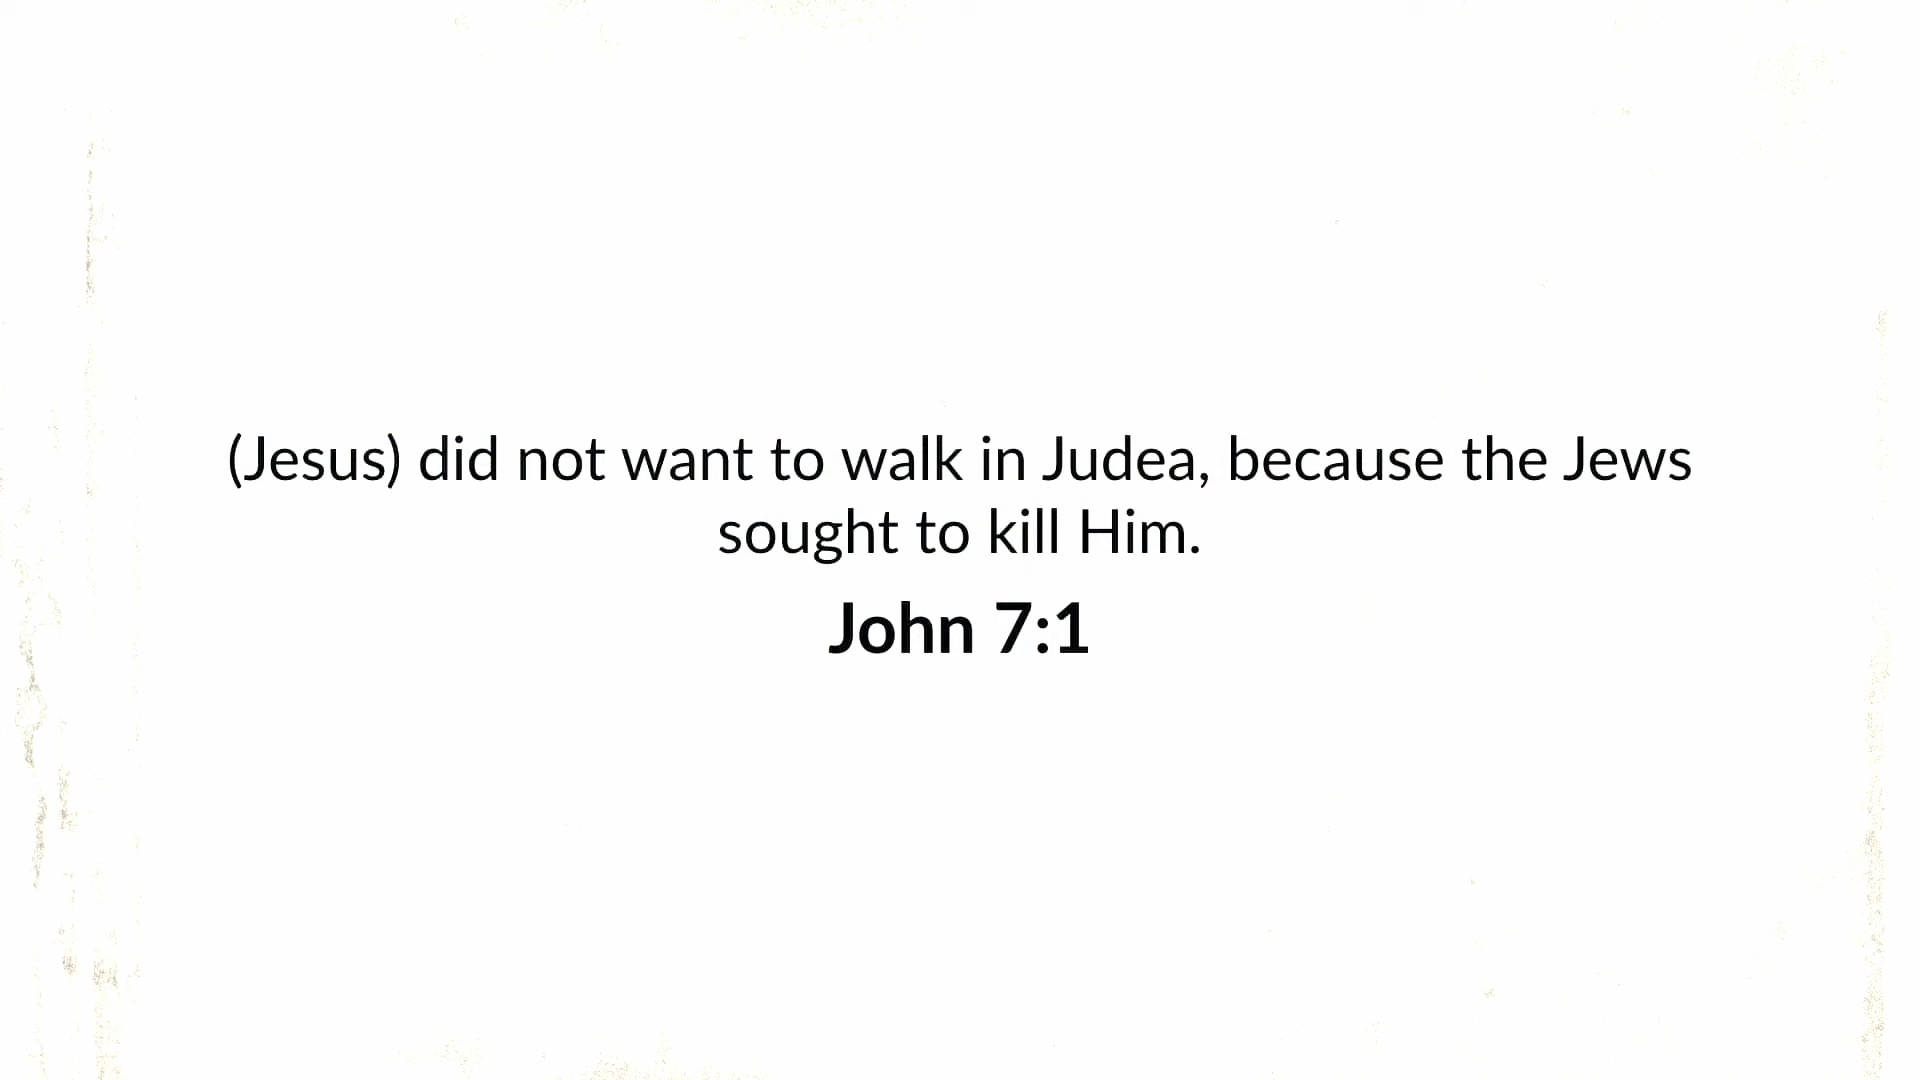 (Jesus) did not want to walk in Judea, because the Jews
sought to kill Him.
John 7:1